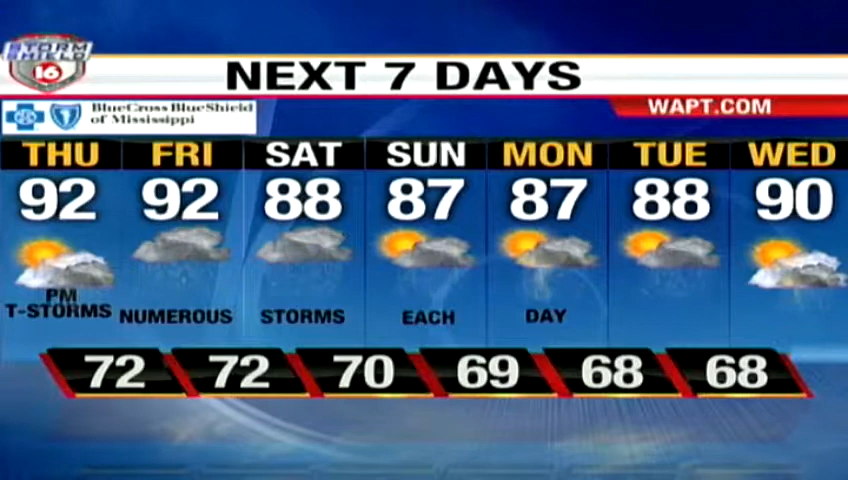 STORM
SHIELD
16
NEXT 7 DAYS
WAPT.COM
BlueCross BlueShield
of Mississippi
THU FRI SAT SUN MON TUE WED
92 92 88 87 87 88 90
PM
T-STORMS NUMEROUS STORMS EACH DAY
72 72 70 69 68 68